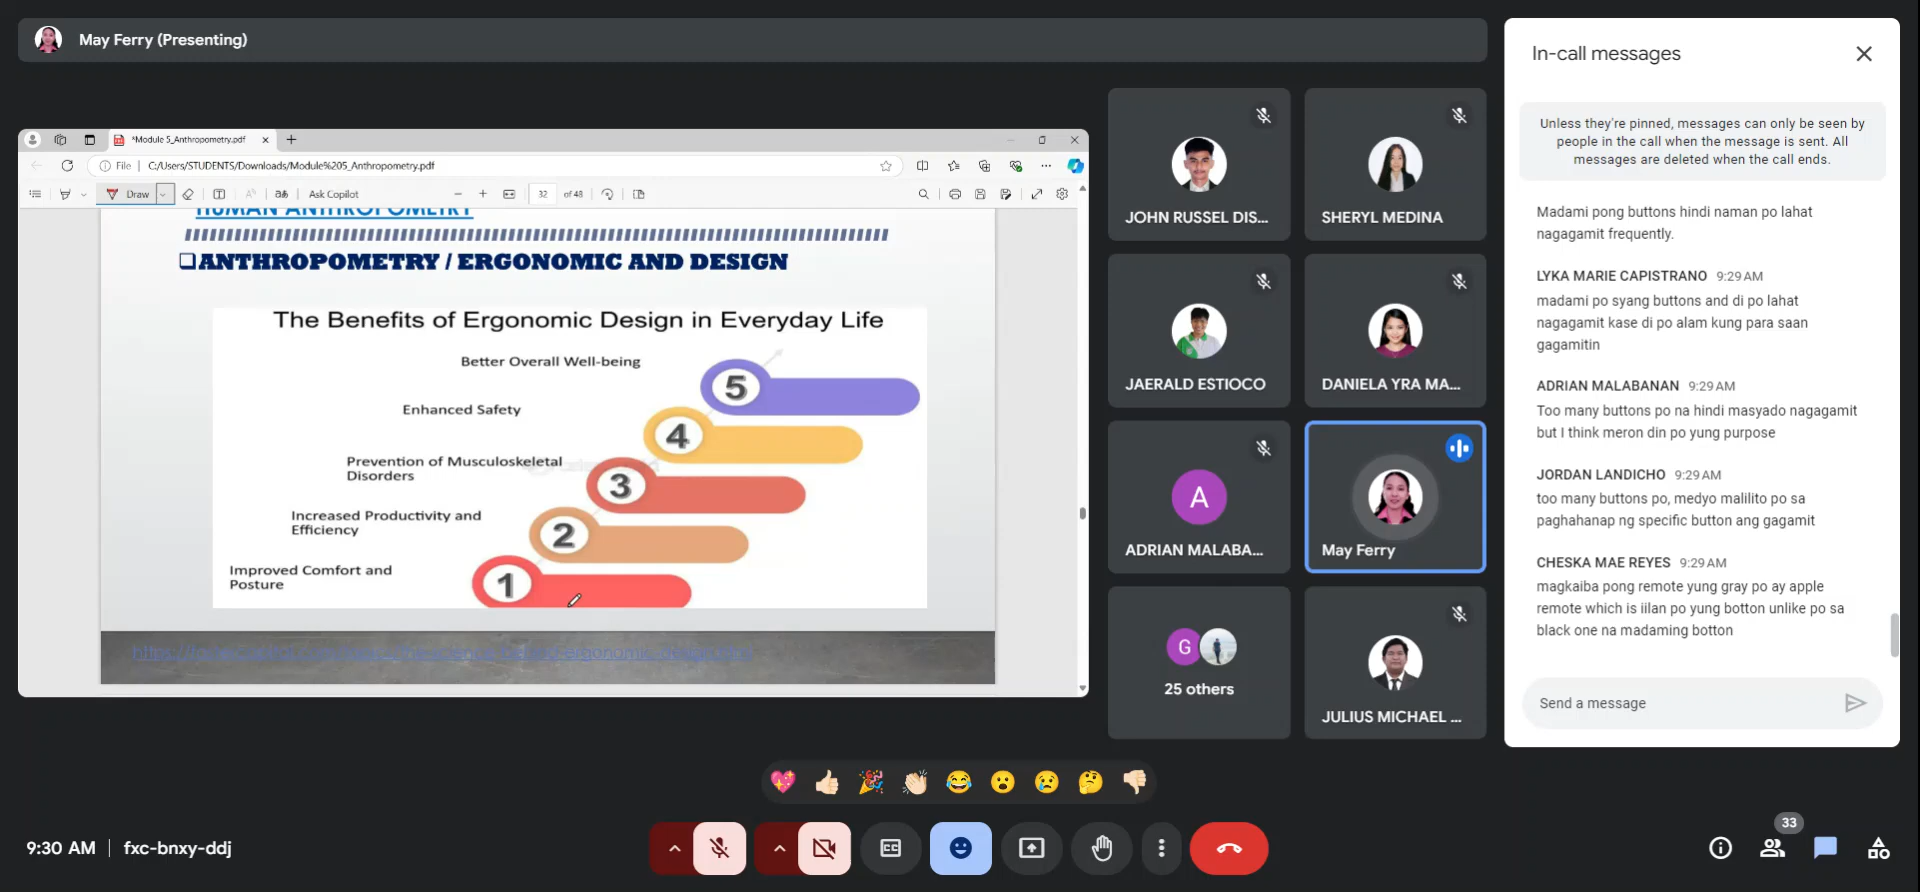 May Ferry (Presenting)
*Module 5_Anthropometry.pdf
File
C:/Users/STUDENTS/Downloads/Module%205_Anthropometry.pdf
Draw
Ask Copilot
32
of 48
HUMAN ANTHROPOMETRY
ANTHROPOMETRY / ERGONOMIC AND DESIGN
The Benefits of Ergonomic Design in Everyday Life
Better Overall Well-being
5
Enhanced Safety
4
Prevention of Musculoskeletal
Disorders
3
Increased Productivity and
Efficiency
2
Improved Comfort and
Posture
1
JOHN RUSSEL DIS...
SHERYL MEDINA
JAERALD ESTIOCO
DANIELA YRA MA...
A
ADRIAN MALABA...
May Ferry
G
25 others
JULIUS MICHAEL ...
In-call messages
Unless they're pinned, messages can only be seen by
people in the call when the message is sent. All
messages are deleted when the call ends.
Madami pong buttons hindi naman po lahat
nagagamit frequently.
LYKA MARIE CAPISTRANO 9:29 AM
madami po syang buttons and di po lahat
nagagamit kase di po alam kung para saan
gagamitin
ADRIAN MALABANAN 9:29 AM
Too many buttons po na hindi masyado nagagamit
but I think meron din po yung purpose
JORDAN LANDICHO 9:29 AM
too many buttons po, medyo malilito po sa
paghahanap ng specific button ang gagamit
CHESKA MAE REYES 9:29 AM
magkaiba pong remote yung gray po ay apple
remote which is iilan po yung botton unlike po sa
black one na madaming botton
Send a message
9:30 AM
fxc-bnxy-ddj
33